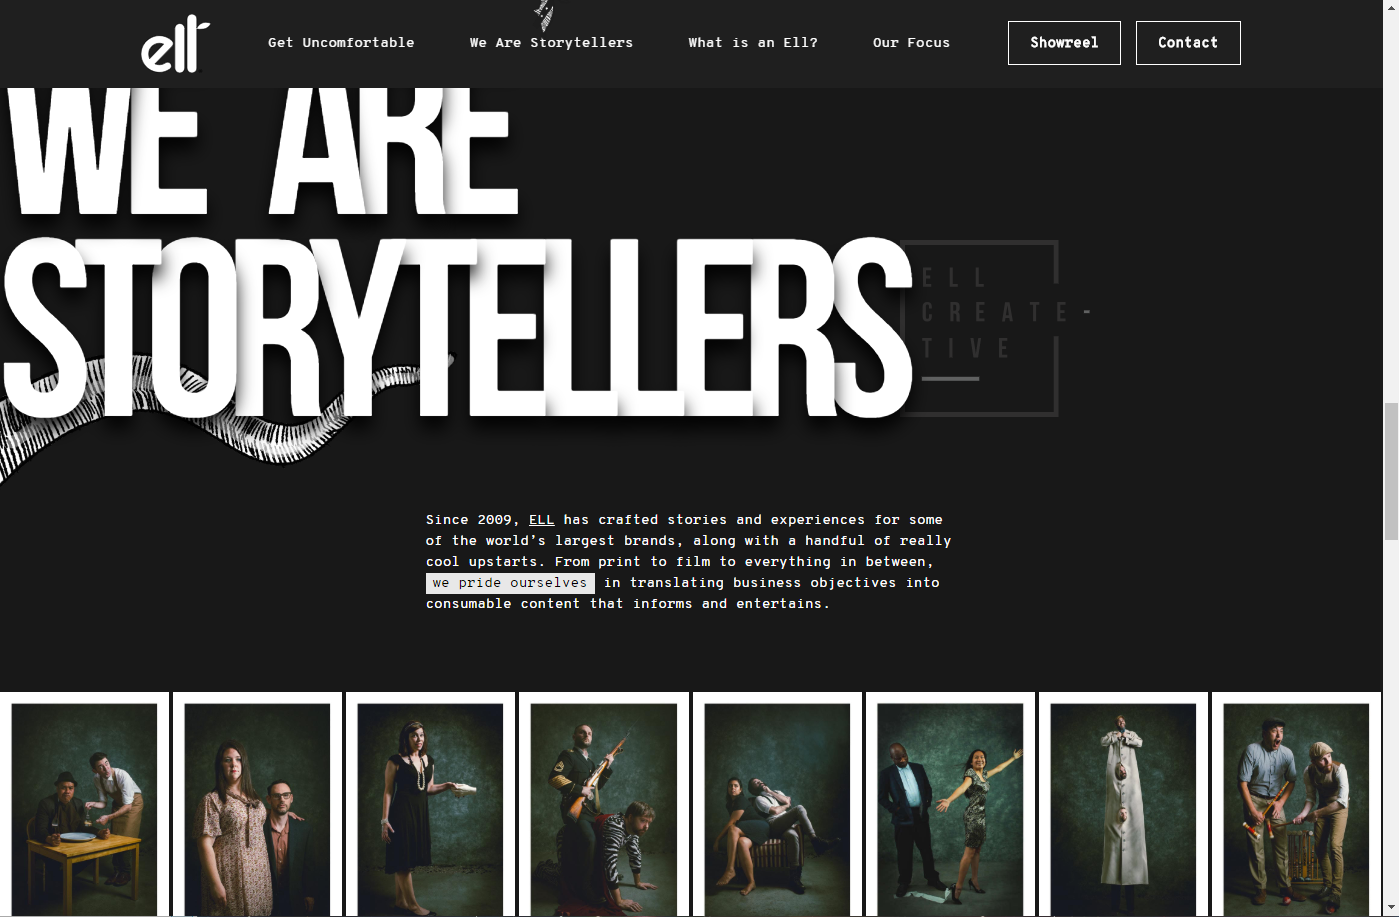 ell
Get Uncomfortable
We Are Storytellers
What is an Ell?
Our Focus
Showreel
Contact
WE ARE
STORYTELLERS
ELL
CREATE-
TIVE
Since 2009, ELL has crafted stories and experiences for some
of the world’s largest brands, along with a handful of really
cool upstarts. From print to film to everything in between,
we pride ourselves in translating business objectives into
consumable content that informs and entertains.